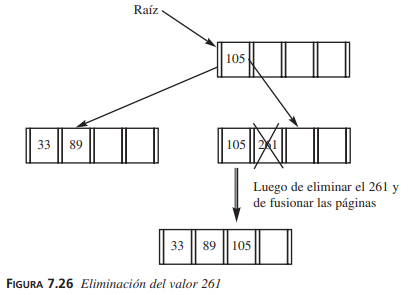 Raíz
105
33 89
105 261
Luego de eliminar el 261 y
de fusionar las páginas
33 89 105
FIGURA 7.26 Eliminación del valor 261